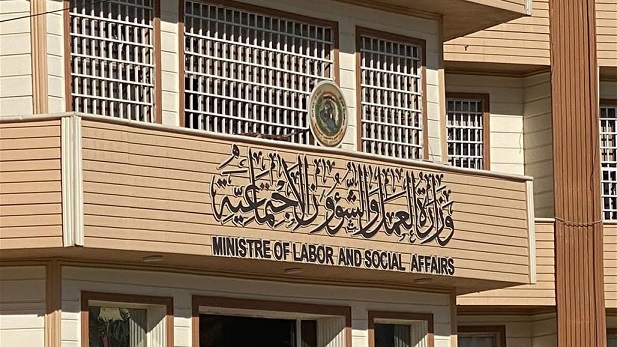 وزارة العمل والشؤون الاجتماعية
MINISTRE OF LABOR AND SOCIAL AFFAIRS